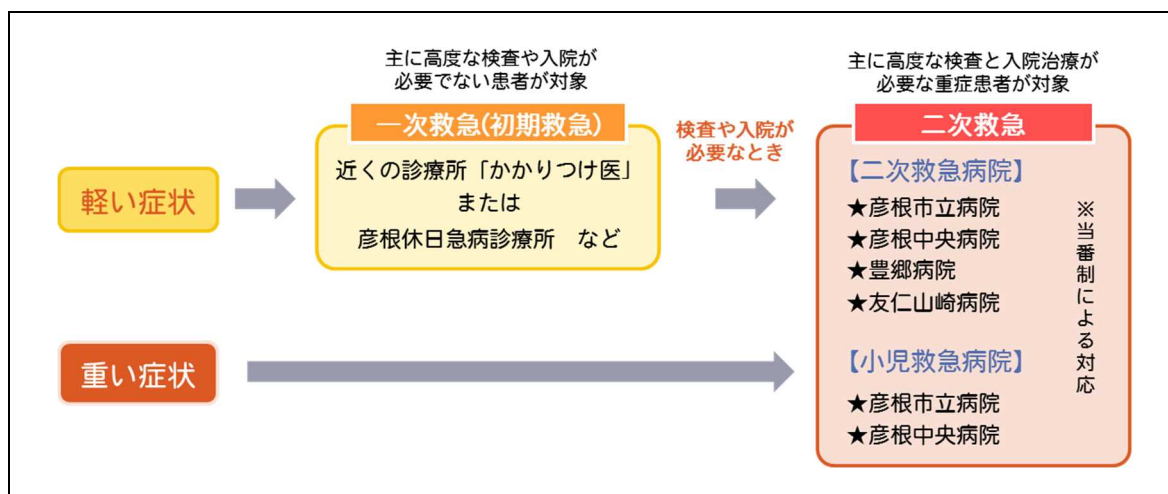 主に高度な検査や入院が
必要でない患者が対象
一次救急(初期救急)
近くの診療所「かかりつけ医」
または
彦根休日急病診療所　など
軽い症状
検査や入院が
必要なとき
重い症状
主に高度な検査と入院治療が
必要な重症患者が対象
二次救急
【二次救急病院】
★彦根市立病院
★彦根中央病院
★豊郷病院
★友仁山崎病院
【小児救急病院】
★彦根市立病院
★彦根中央病院
※当番制による対応